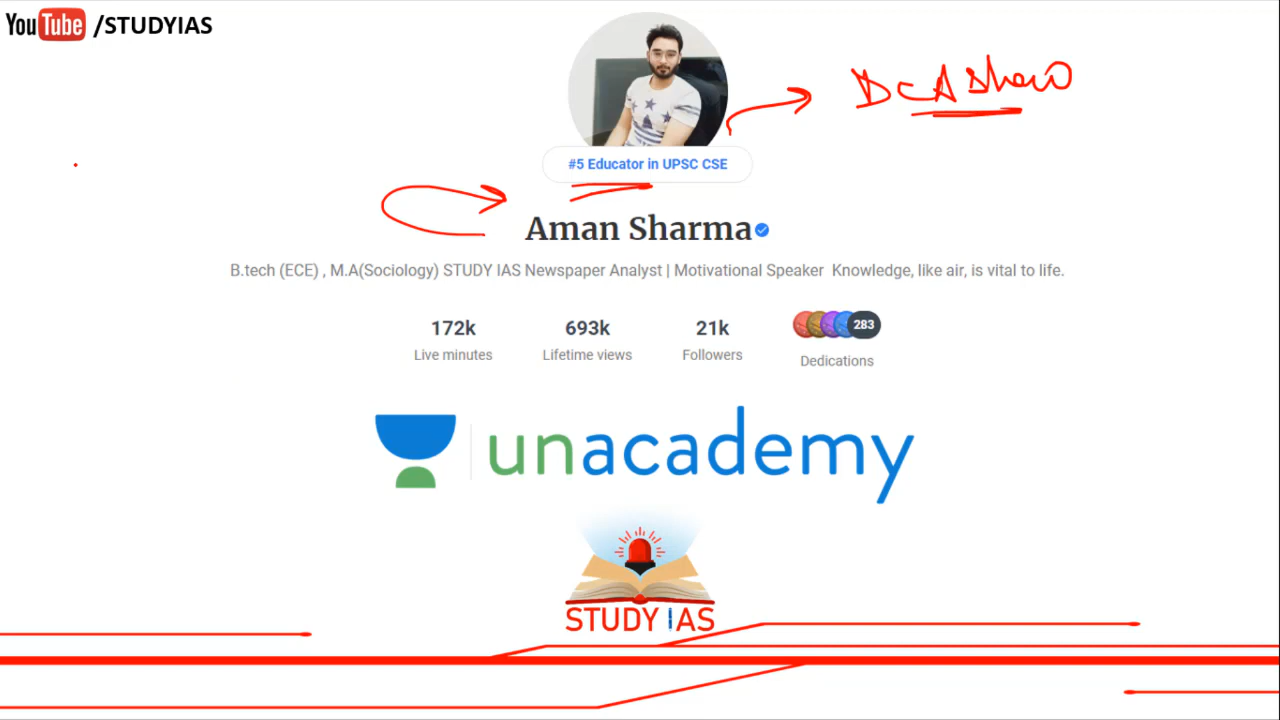 YouTube /STUDYIAS
DCA Show
#5 Educator in UPSC CSE
Aman Sharma
B.tech (ECE) , M.A(Sociology) STUDY IAS Newspaper Analyst | Motivational Speaker Knowledge, like air, is vital to life.
172k 693k 21k 283
Live minutes Lifetime views Followers Dedications
unacademy
STUDY IAS